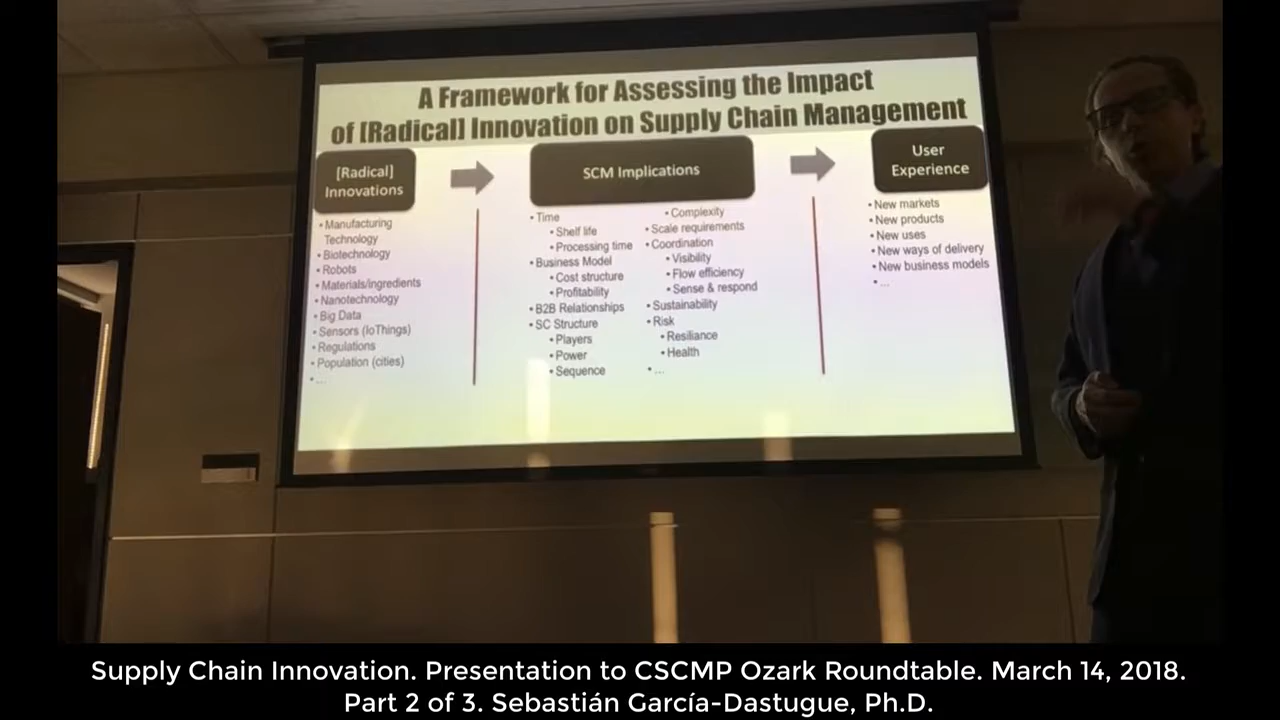 A Framework for Assessing the Impact
of [Radical] Innovation on Supply Chain Management
[Radical]
Innovations
• Manufacturing
Technology
• Biotechnology
• Robots
• Materials/ingredients
• Nanotechnology
• Big Data
• Sensors (IoThings)
• Regulations
• Population (cities)
• ...
SCM Implications
• Time
• Shelf life
• Processing time
• Business Model
• Cost structure
• Profitability
• B2B Relationships
• SC Structure
• Players
• Power
• Sequence
• Complexity
• Scale requirements
• Coordination
• Visibility
• Flow efficiency
• Sense & respond
• Sustainability
• Risk
• Resiliance
• Health
• ...
User
Experience
• New markets
• New products
• New uses
• New ways of delivery
• New business models
• ...
Supply Chain Innovation. Presentation to CSCMP Ozark Roundtable. March 14, 2018.
Part 2 of 3. Sebastián García-Dastugue, Ph.D.